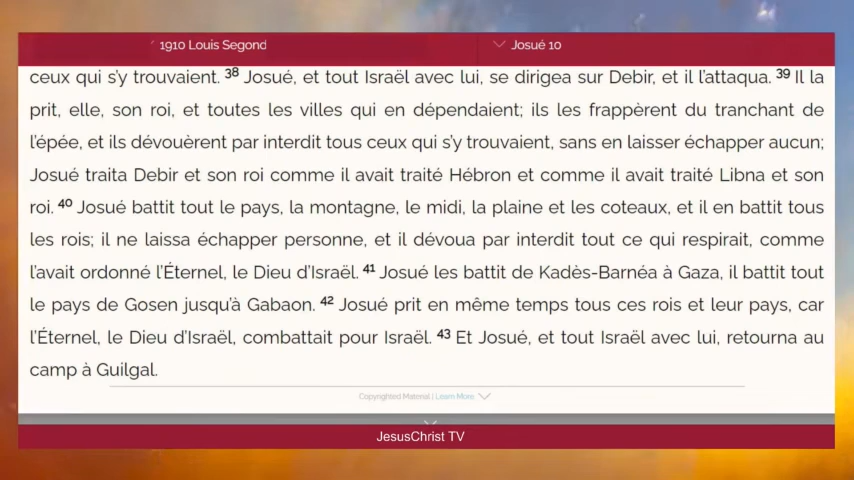 1910 Louis Segond
Josué 10
ceux qui s'y trouvaient. 38 Josué, et tout Israël avec lui, se dirigea sur Debir, et il l'attaqua. 39 Il la
prit, elle, son roi, et toutes les villes qui en dépendaient; ils les frappèrent du tranchant de
l'épée, et ils dévouèrent par interdit tous ceux qui s'y trouvaient, sans en laisser échapper aucun;
Josué traita Debir et son roi comme il avait traité Hébron et comme il avait traité Libna et son
roi. 40 Josué battit tout le pays, la montagne, le midi, la plaine et les coteaux, et il en battit tous
les rois; il ne laissa échapper personne, et il dévoua par interdit tout ce qui respirait, comme
l'avait ordonné l'Éternel, le Dieu d'Israël. 41 Josué les battit de Kadès-Barnéa à Gaza, il battit tout
le pays de Gosen jusqu'à Gabaon. 42 Josué prit en même temps tous ces rois et leur pays, car
l'Éternel, le Dieu d'Israël, combattait pour Israël. 43 Et Josué, et tout Israël avec lui, retourna au
camp à Guilgal.
Copyrighted Material | Learn More
JesusChrist TV